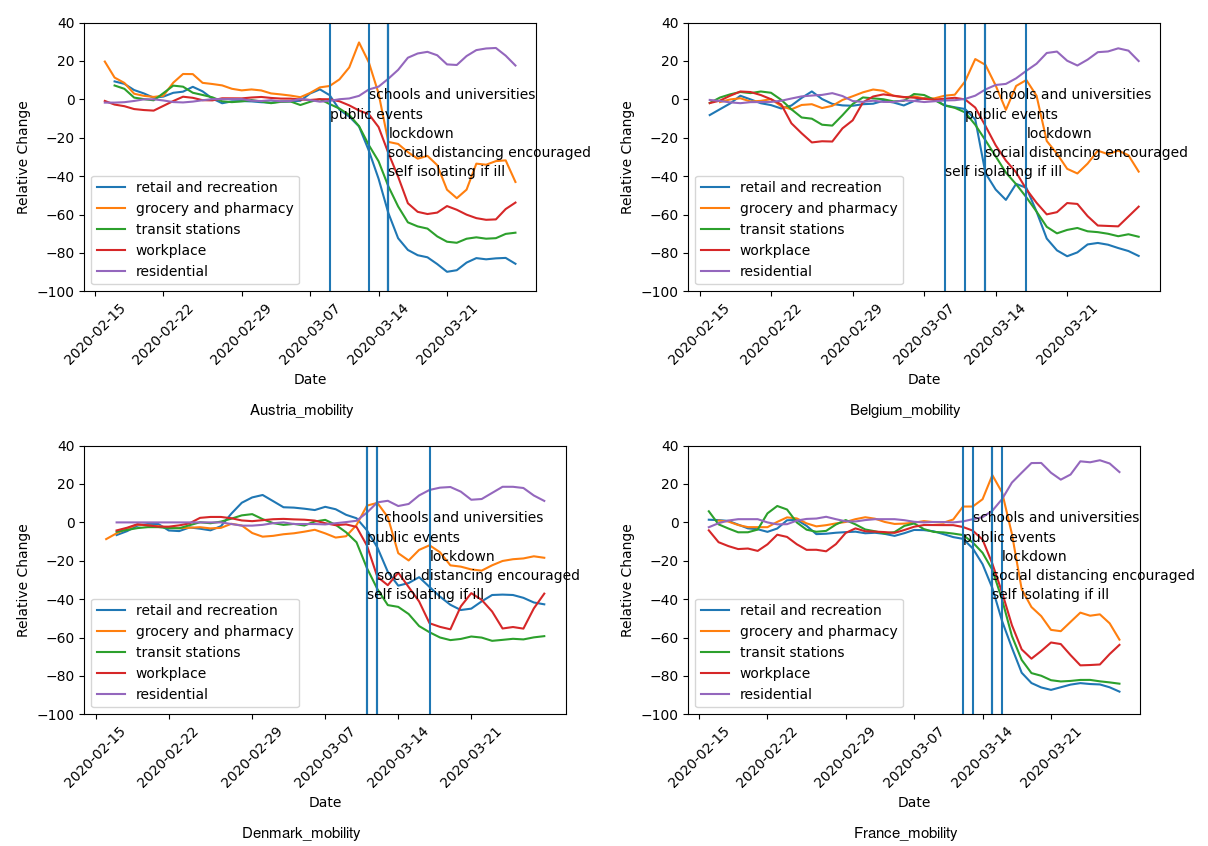 40
20
0
−20
−40
−60
−80
−100
Relative Change
schools and universities
public events
lockdown
social distancing encouraged
self isolating if ill
retail and recreation
grocery and pharmacy
transit stations
workplace
residential
2020-02-15
2020-02-22
2020-02-29
2020-03-07
2020-03-14
2020-03-21
Date
Austria_mobility
40
20
0
−20
−40
−60
−80
−100
Relative Change
schools and universities
public events
lockdown
social distancing encouraged
self isolating if ill
retail and recreation
grocery and pharmacy
transit stations
workplace
residential
2020-02-15
2020-02-22
2020-02-29
2020-03-07
2020-03-14
2020-03-21
Date
Belgium_mobility
40
20
0
−20
−40
−60
−80
−100
Relative Change
schools and universities
public events
lockdown
social distancing encouraged
self isolating if ill
retail and recreation
grocery and pharmacy
transit stations
workplace
residential
2020-02-15
2020-02-22
2020-02-29
2020-03-07
2020-03-14
2020-03-21
Date
Denmark_mobility
40
20
0
−20
−40
−60
−80
−100
Relative Change
schools and universities
public events
lockdown
social distancing encouraged
self isolating if ill
retail and recreation
grocery and pharmacy
transit stations
workplace
residential
2020-02-15
2020-02-22
2020-02-29
2020-03-07
2020-03-14
2020-03-21
Date
France_mobility